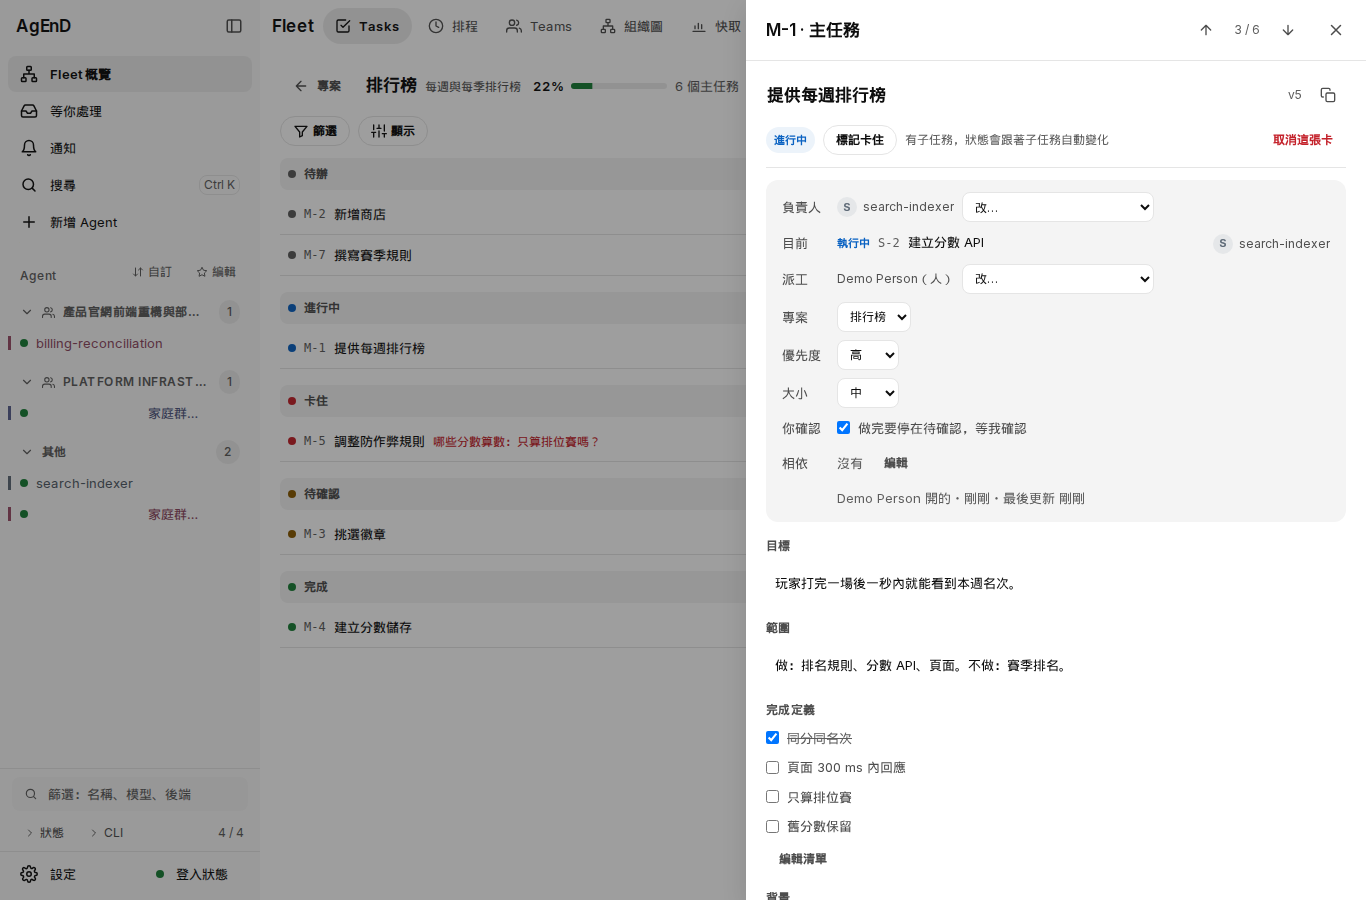 AgEnD
Fleet 概覽
等你處理
通知
搜尋 Ctrl K
新增 Agent
Agent 自訂 編輯
產品官網前端重構與部... 1
billing-reconciliation
PLATFORM INFRAST... 1
家庭群...
其他 2
search-indexer
家庭群...
篩選：名稱、模型、後端
狀態 CLI 4 / 4
設定 登入狀態
Fleet Tasks 排程 Teams 組織圖 快取
專案 排行榜 每週與每季排行榜 22% 6 個主任務
篩選 顯示
待辦
M-2 新增商店
M-7 撰寫賽季規則
進行中
M-1 提供每週排行榜
卡住
M-5 調整防作弊規則 哪些分數算數：只算排位賽嗎？
待確認
M-3 挑選徽章
完成
M-4 建立分數儲存
M-1 · 主任務 3 / 6
提供每週排行榜 v5
進行中 標記卡住 有子任務，狀態會跟著子任務自動變化 取消這張卡
負責人 S search-indexer 改…
目前 執行中 S-2 建立分數 API S search-indexer
派工 Demo Person（人） 改…
專案 排行榜
優先度 高
大小 中
你確認 做完要停在待確認，等我確認
相依 沒有 編輯
Demo Person 開的・剛剛・最後更新 剛剛
目標
玩家打完一場後一秒內就能看到本週名次。
範圍
做：排名規則、分數 API、頁面。不做：賽季排名。
完成定義
同分同名次
頁面 300 ms 內回應
只算排位賽
舊分數保留
編輯清單
背景